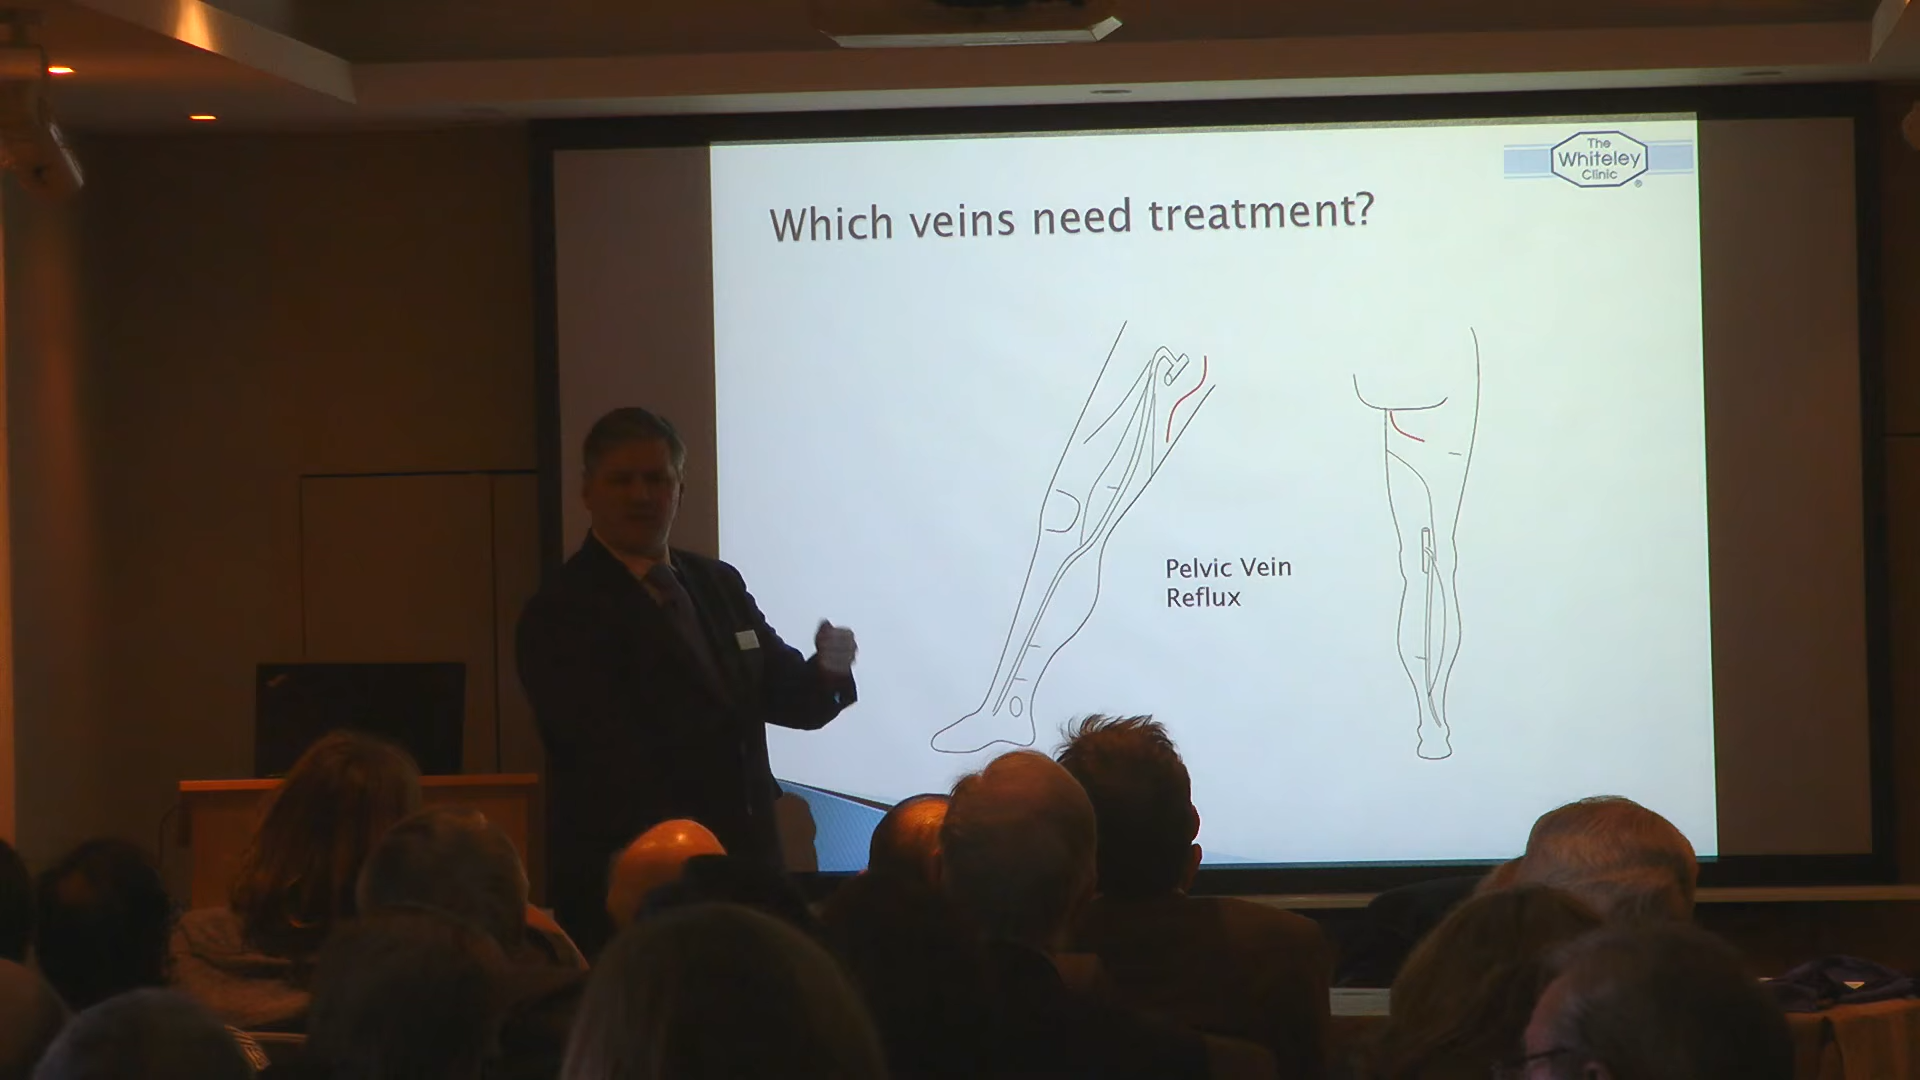 The
Whiteley
Clinic
®
Which veins need treatment?
Pelvic Vein
Reflux